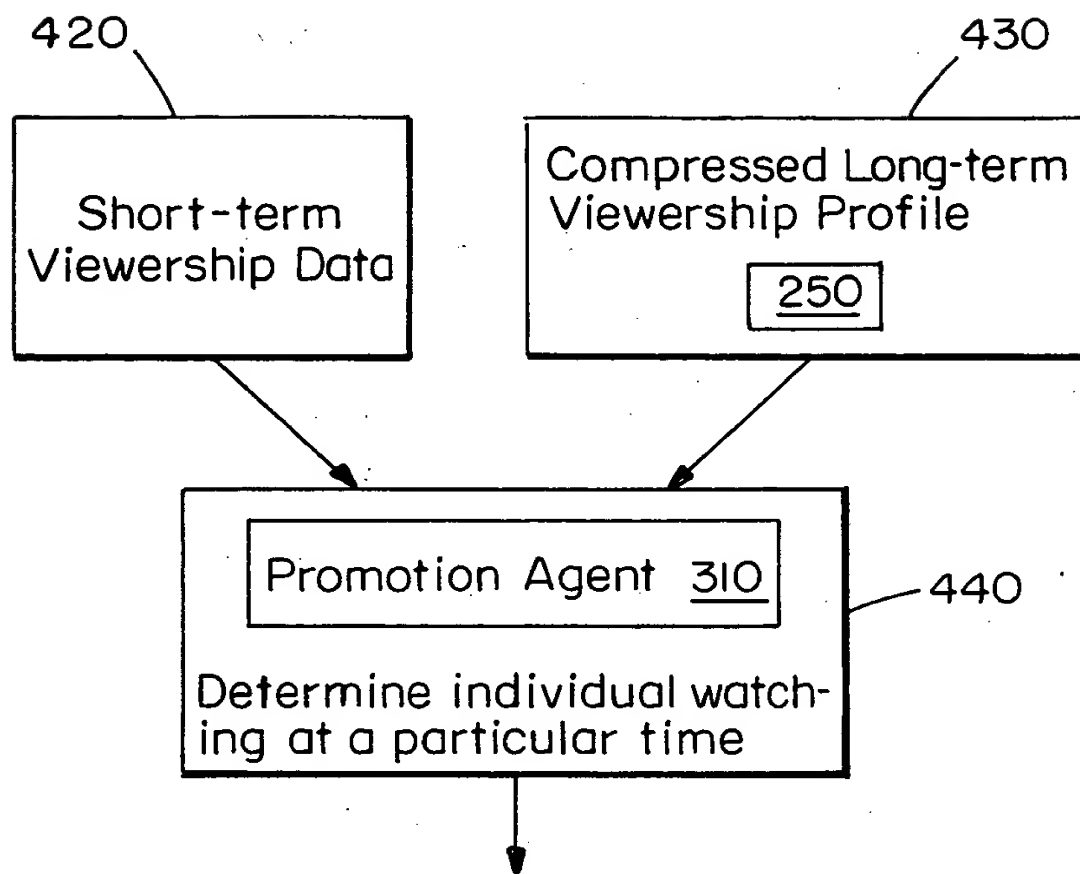 420
430
Short-term
Viewership Data
Compressed Long-term
Viewership Profile
250
Promotion Agent 310
440
Determine individual watch-
ing at a particular time